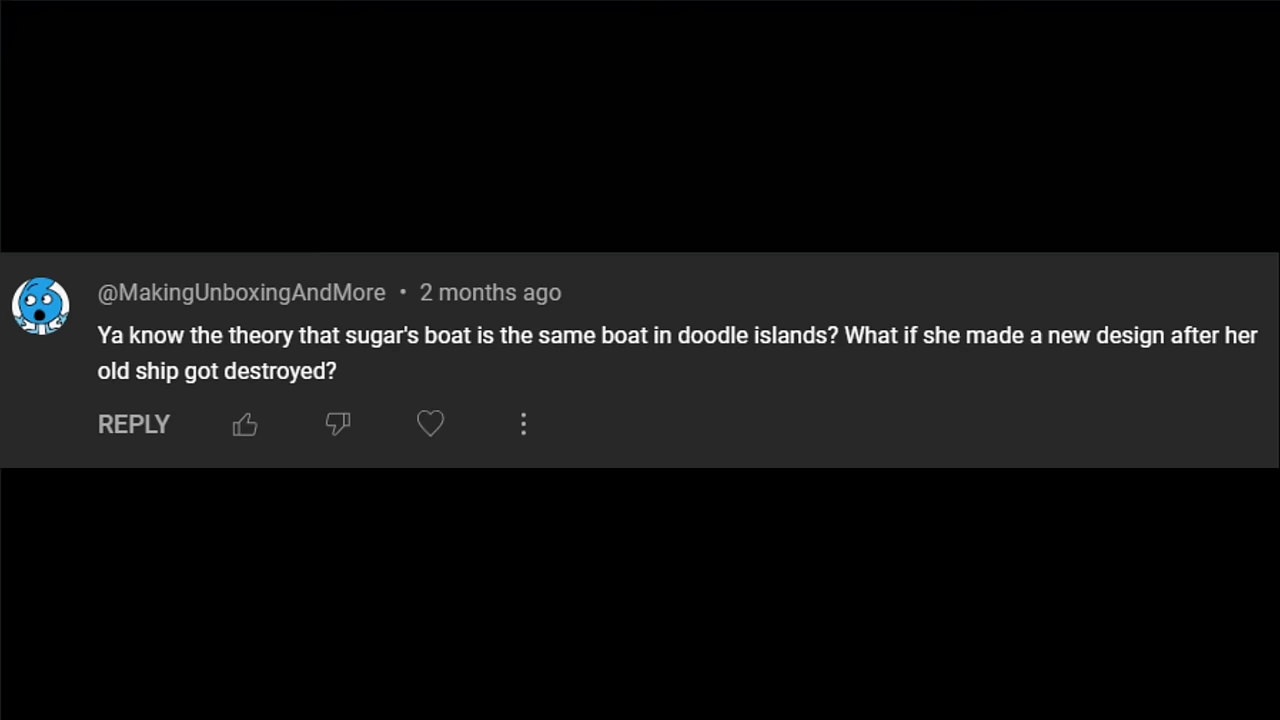 @MakingUnboxingAndMore • 2 months ago
Ya know the theory that sugar's boat is the same boat in doodle islands? What if she made a new design after her
old ship got destroyed?
REPLY